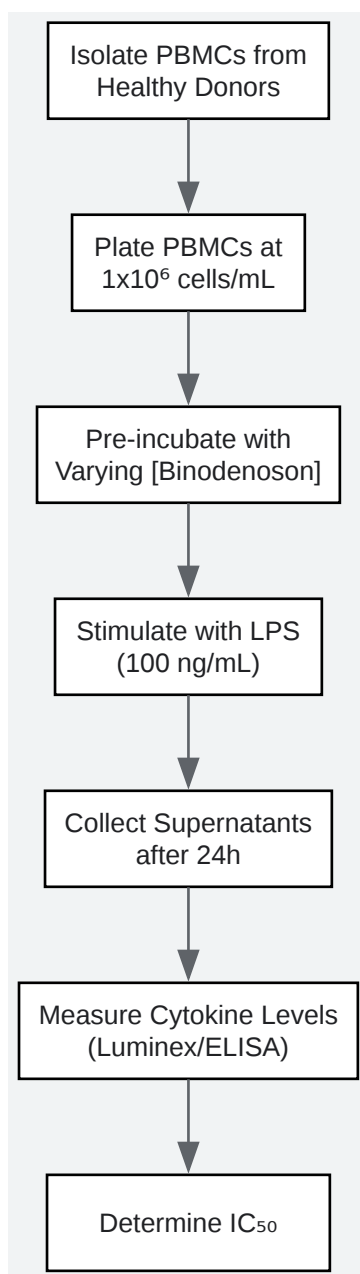 Isolate PBMCs from
Healthy Donors
Plate PBMCs at
1x10⁶ cells/mL
Pre-incubate with
Varying [Binodenoson]
Stimulate with LPS
(100 ng/mL)
Collect Supernatants
after 24h
Measure Cytokine Levels
(Luminex/ELISA)
Determine IC₅₀